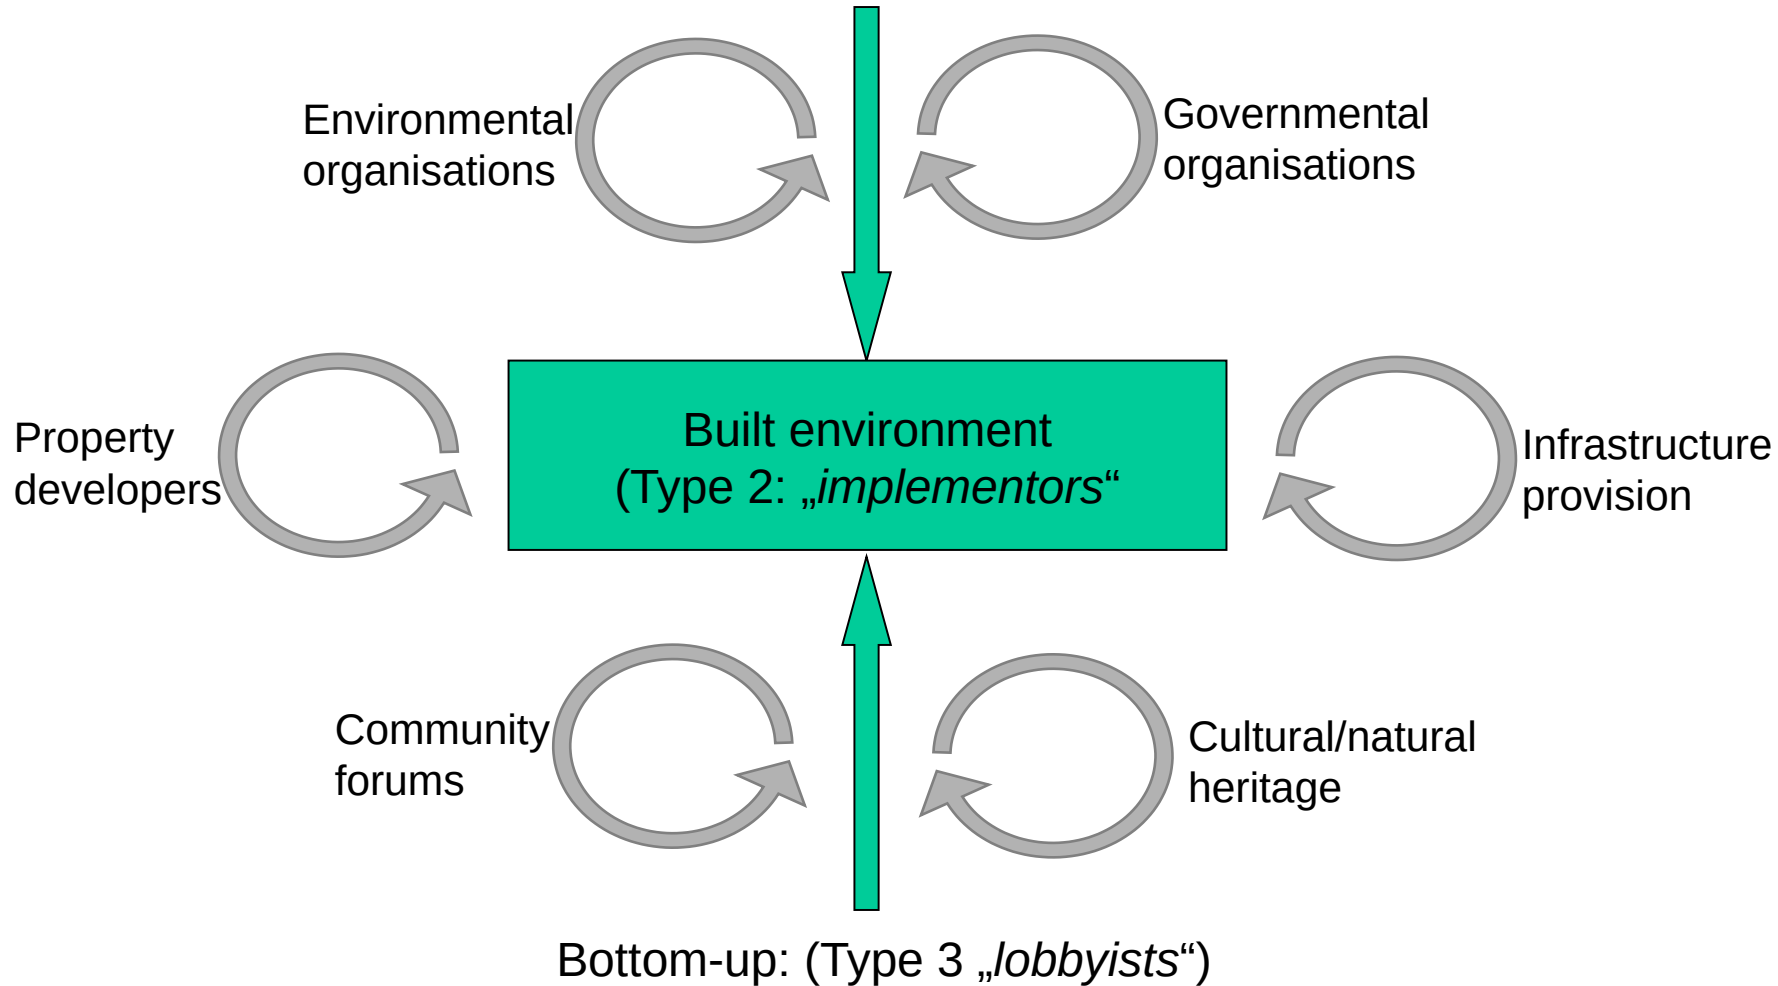 Environmental
organisations
Governmental
organisations
Property
developers
Built environment
(Type 2: „implementors“
Infrastructure
provision
Community
forums
Cultural/natural
heritage
Bottom-up: (Type 3 „lobbyists“)